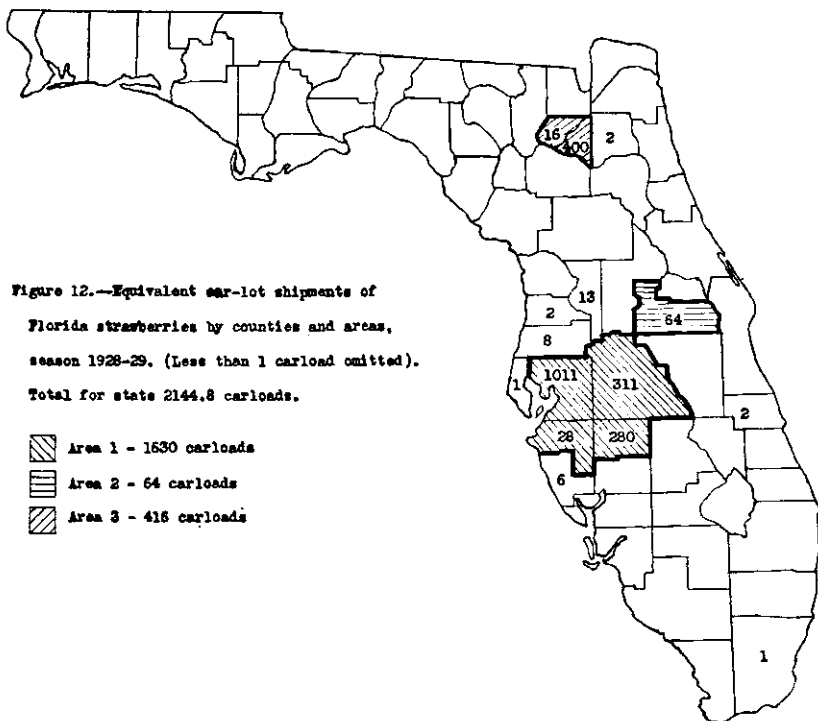 16
400
2
Figure 12.—Equivalent car-lot shipments of
Florida strawberries by counties and areas,
season 1928-29. (Less than 1 carload omitted).
Total for state 2144.8 carloads.
13
2
64
8
1
1011
311
2
28
280
6
Area 1 - 1630 carloads
Area 2 - 64 carloads
Area 3 - 416 carloads
1